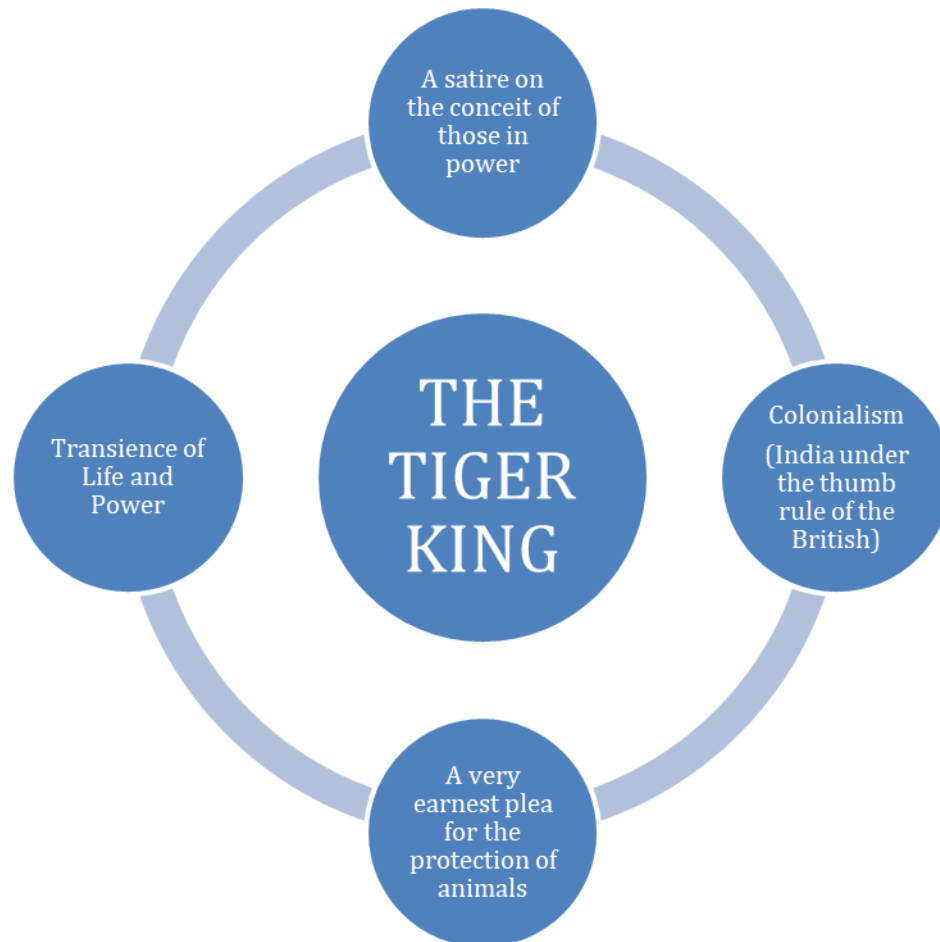 A satire on
the conceit of
those in
power
THE
TIGER
KING
Colonialism
(India under
the thumb
rule of the
British)
A very
earnest plea
for the
protection of
animals
Transience of
Life and
Power